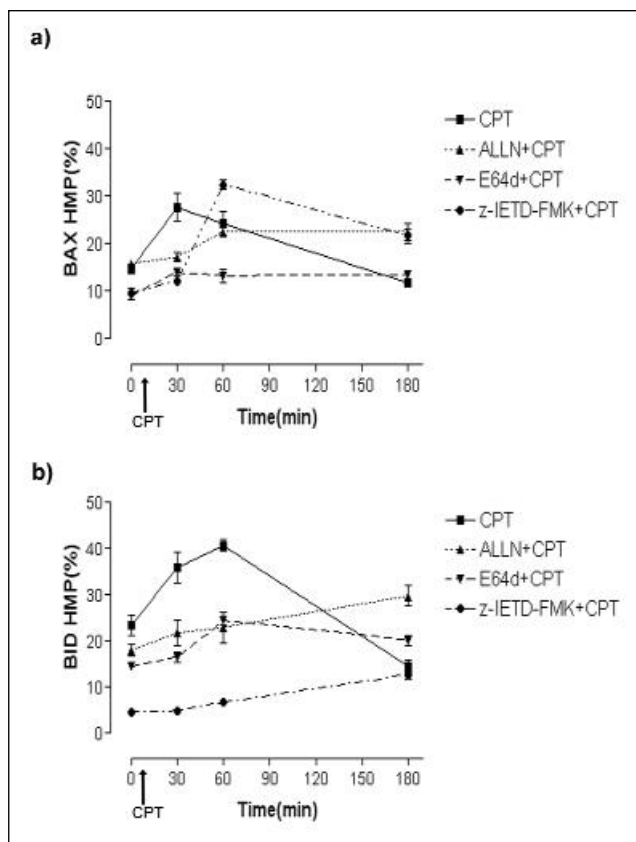 a)
BAX HMP(%)
50
40
30
20
10
0
0 30 60 90 120 150 180
CPT
Time(min)
CPT
ALLN+CPT
E64d+CPT
z-IETD-FMK+CPT
b)
BID HMP(%)
50
40
30
20
10
0
0 30 60 90 120 150 180
CPT
Time(min)
CPT
ALLN+CPT
E64d+CPT
z-IETD-FMK+CPT